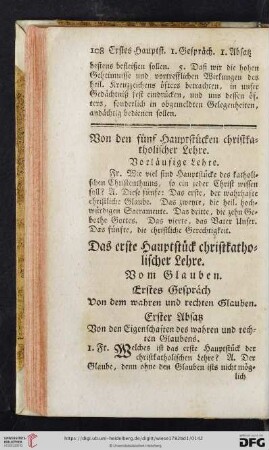 108 Erstes Hauptst. 1. Gespräch. 1. Absatz
bestens befleißen sollen. 5. Daß wir die hohen
Geheimnisse und vortrefflichen Wirkungen des
heil. Kreuzzeichens öfters betrachten, in unser
Gedächtniß fest eindrücken, und uns dessen öf-
ters, sonderlich in obgemeldten Gelegenheiten,
andächtig bedienen sollen.
Von den fünf Hauptstücken christka-
tholischer Lehre.
Vorläufige Lehre.
Fr. Wie viel sind Hauptstücke des katholi-
schen Christenthums, so ein jeder Christ wissen
soll? A. Diese fünfe: Das erste, der wahrhafte
christliche Glaube. Das zweyte, die heil. hoch-
würdigen Sacramente. Das dritte, die zehn Ge-
bothe Gottes. Das vierte, das Vater Unser.
Das fünfte, die christliche Gerechtigkeit.
Das erste Hauptstück christkatho-
lischer Lehre.
Vom Glauben.
Erstes Gespräch
Von dem wahren und rechten Glauben.
Erster Absatz
Von den Eigenschaften des wahren und rech-
ten Glaubens.
1. Fr. Welches ist das erste Hauptstück der
christkatholischen Lehre? A. Der
Glaube, denn ohne den Glauben ists nicht mög-
lich
UNIVERSITÄTS-BIBLIOTHEK HEIDELBERG
DFG